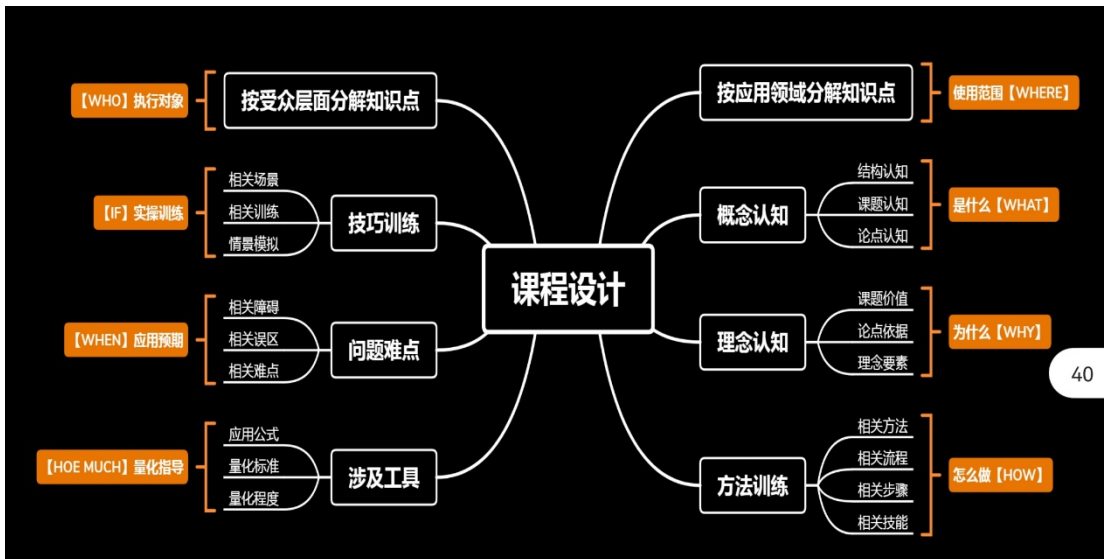 课程设计
按受众层面分解知识点
【WHO】执行对象
技巧训练
相关场景
相关训练
情景模拟
【IF】实操训练
问题难点
相关障碍
相关误区
相关难点
【WHEN】应用预期
涉及工具
应用公式
量化标准
量化程度
【HOE MUCH】量化指导
按应用领域分解知识点
使用范围【WHERE】
概念认知
结构认知
课题认知
论点认知
是什么【WHAT】
理念认知
课题价值
论点依据
理念要素
为什么【WHY】
方法训练
相关方法
相关流程
相关步骤
相关技能
怎么做【HOW】
40